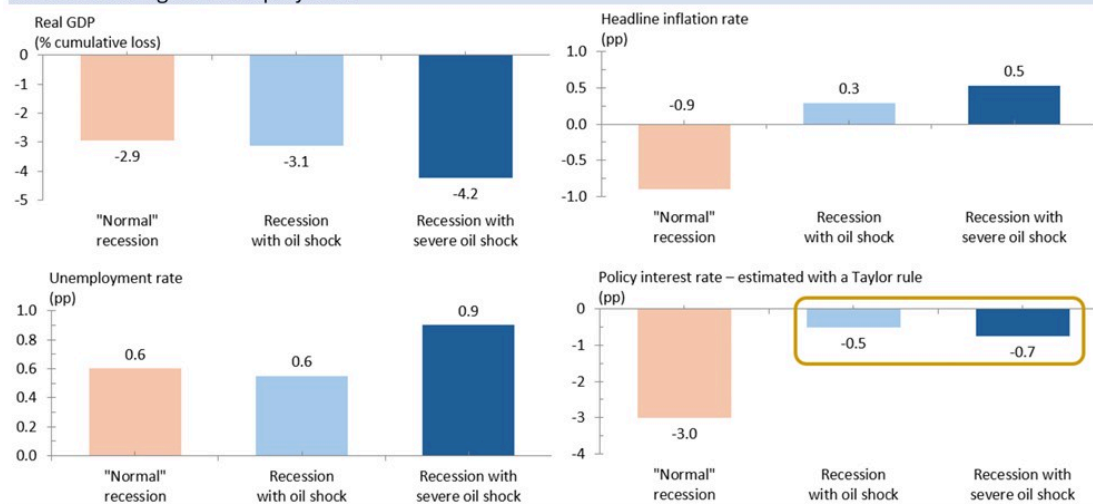 Real GDP
(% cumulative loss)
0
-1
-2
-3
-4
-5
-2.9
-3.1
-4.2
"Normal"
recession
Recession
with oil shock
Recession with
severe oil shock
Headline inflation rate
(pp)
1.0
0.5
0.0
-0.5
-1.0
-0.9
0.3
0.5
"Normal"
recession
Recession
with oil shock
Recession with
severe oil shock
Unemployment rate
(pp)
1.0
0.8
0.6
0.4
0.2
0.0
0.6
0.6
0.9
"Normal"
recession
Recession
with oil shock
Recession with
severe oil shock
Policy interest rate – estimated with a Taylor rule
(pp)
0
-1
-2
-3
-4
-3.0
-0.5
-0.7
"Normal"
recession
Recession
with oil shock
Recession with
severe oil shock